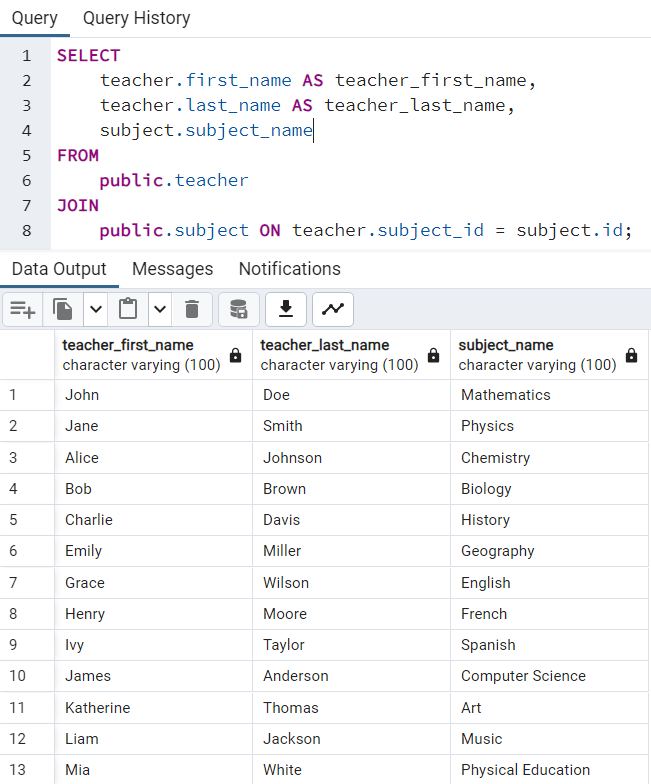 Query Query History
1 SELECT
2 teacher.first_name AS teacher_first_name,
3 teacher.last_name AS teacher_last_name,
4 subject.subject_name
5 FROM
6 public.teacher
7 JOIN
8 public.subject ON teacher.subject_id = subject.id;
Data Output Messages Notifications
teacher_first_name teacher_last_name subject_name
character varying (100) character varying (100) character varying (100)
1 John Doe Mathematics
2 Jane Smith Physics
3 Alice Johnson Chemistry
4 Bob Brown Biology
5 Charlie Davis History
6 Emily Miller Geography
7 Grace Wilson English
8 Henry Moore French
9 Ivy Taylor Spanish
10 James Anderson Computer Science
11 Katherine Thomas Art
12 Liam Jackson Music
13 Mia White Physical Education